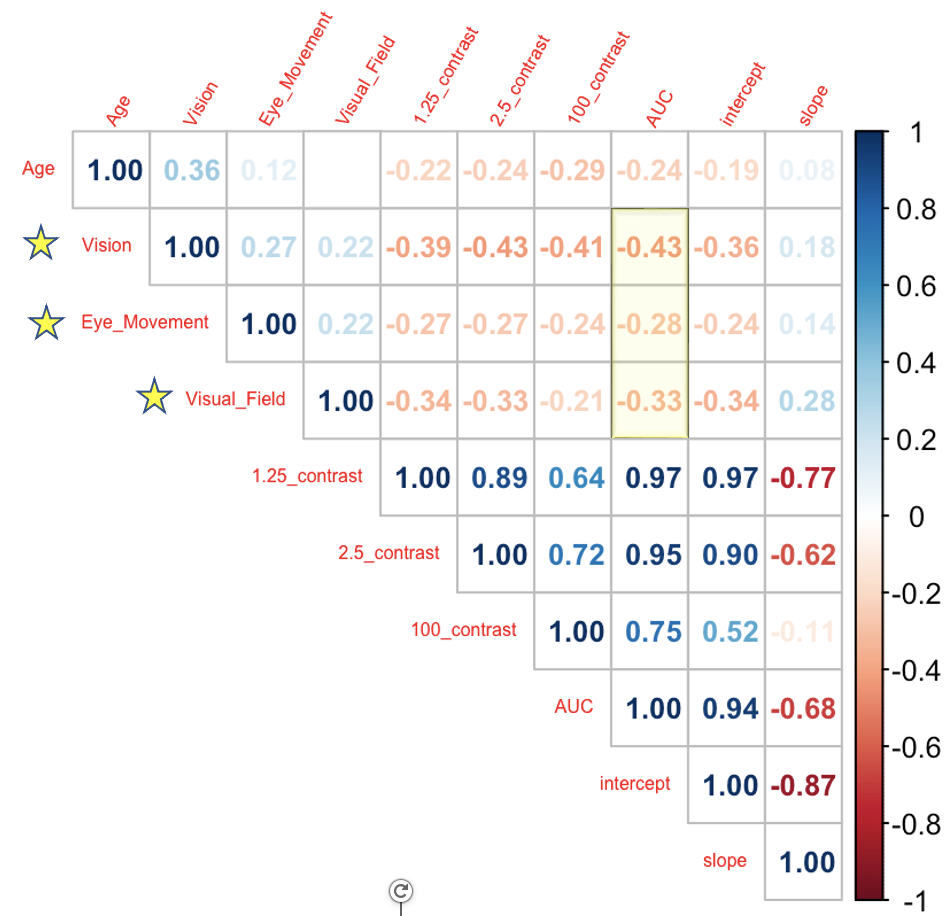 Age Vision Eye_Movement Visual_Field 1.25_contrast 2.5_contrast 100_contrast AUC intercept slope
Age 1.00 0.36 0.12 -0.22 -0.24 -0.29 -0.24 -0.19 0.08
Vision 1.00 0.27 0.22 -0.39 -0.43 -0.41 -0.43 -0.36 0.18
Eye_Movement 1.00 0.22 -0.27 -0.27 -0.24 -0.28 -0.24 0.14
Visual_Field 1.00 -0.34 -0.33 -0.21 -0.33 -0.34 0.28
1.25_contrast 1.00 0.89 0.64 0.97 0.97 -0.77
2.5_contrast 1.00 0.72 0.95 0.90 -0.62
100_contrast 1.00 0.75 0.52 -0.11
AUC 1.00 0.94 -0.68
intercept 1.00 -0.87
slope 1.00
1
0.8
0.6
0.4
0.2
0
-0.2
-0.4
-0.6
-0.8
-1